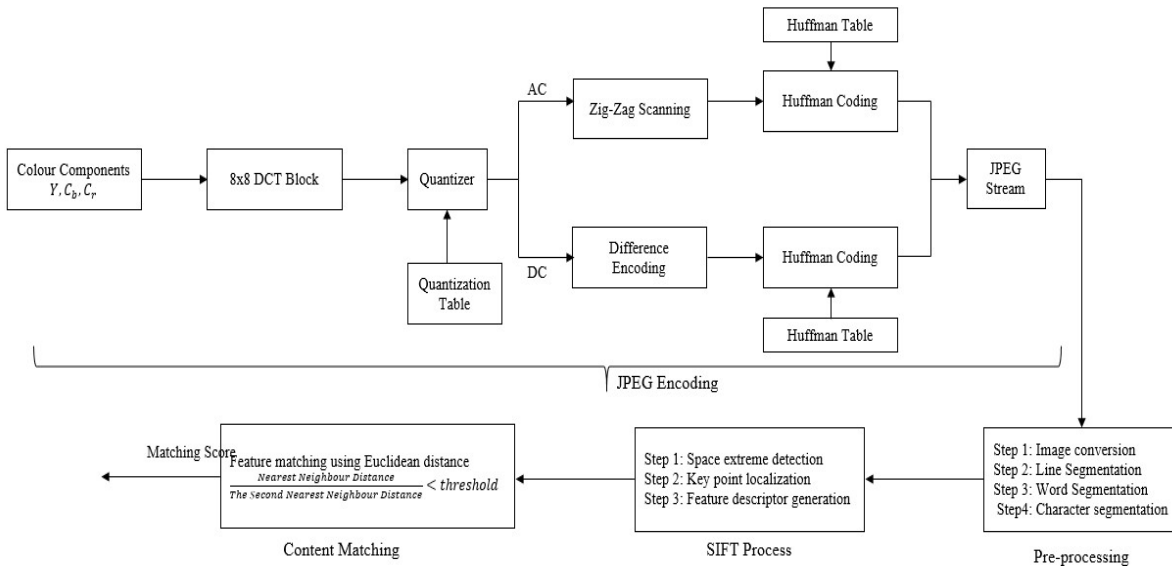 Huffman Table
AC
Zig-Zag Scanning
Huffman Coding
Colour Components
Y, C_b, C_r
8x8 DCT Block
Quantizer
JPEG
Stream
Difference
Encoding
Huffman Coding
DC
Quantization
Table
Huffman Table
JPEG Encoding
Matching Score
Feature matching using Euclidean distance
Nearest Neighbour Distance
The Second Nearest Neighbour Distance
< threshold
Content Matching
Step 1: Space extreme detection
Step 2: Key point localization
Step 3: Feature descriptor generation
SIFT Process
Step 1: Image conversion
Step 2: Line Segmentation
Step 3: Word Segmentation
Step4: Character segmentation
Pre-processing